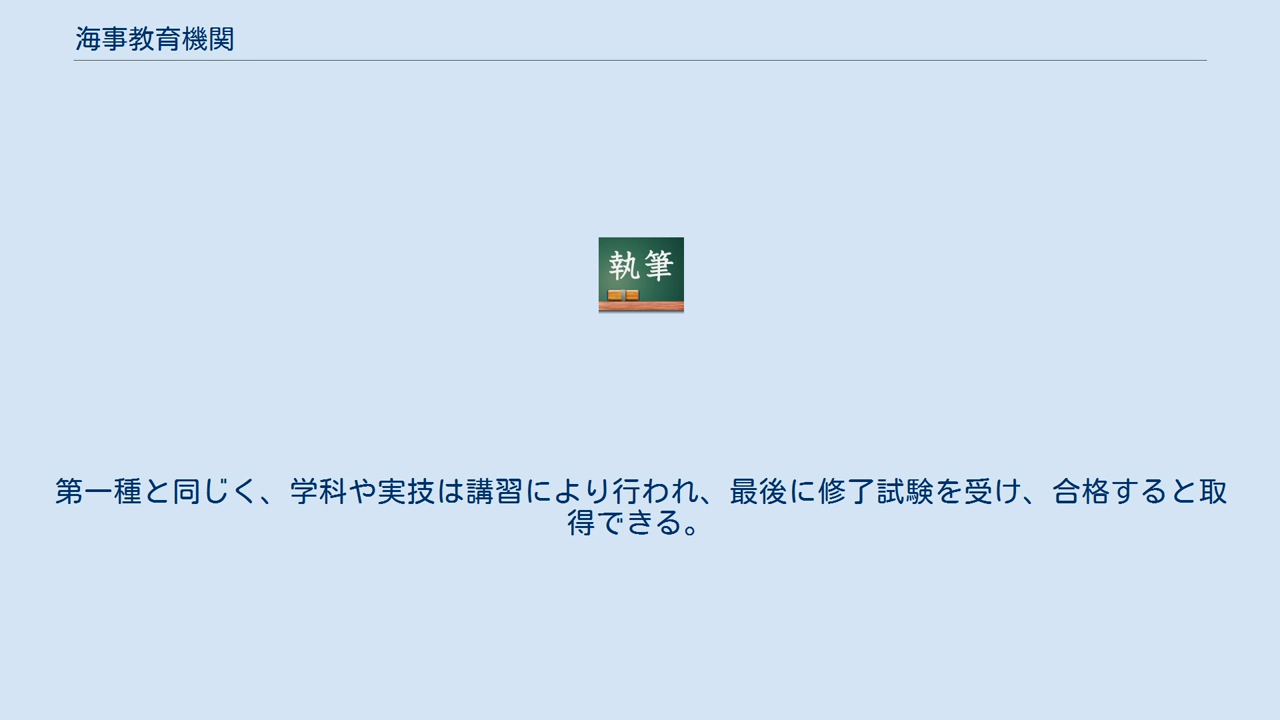 海事教育機関
執筆
第一種と同じく、学科や実技は講習により行われ、最後に修了試験を受け、合格すると取
得できる。